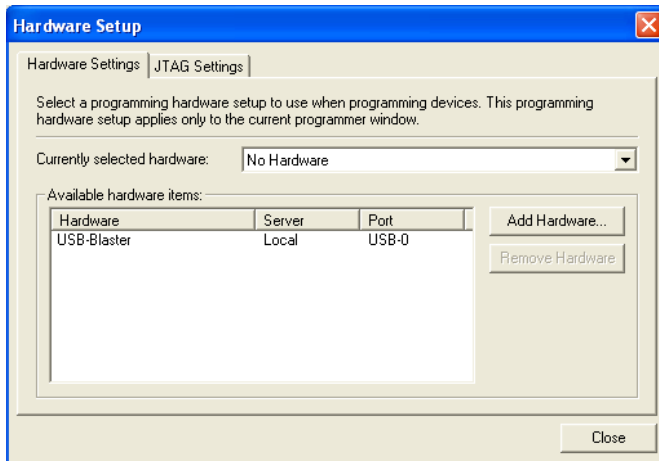 Hardware Setup
Hardware Settings JTAG Settings
Select a programming hardware setup to use when programming devices. This programming
hardware setup applies only to the current programmer window.
Currently selected hardware: No Hardware
Available hardware items:
Hardware Server Port
USB-Blaster Local USB-0
Add Hardware...
Remove Hardware
Close